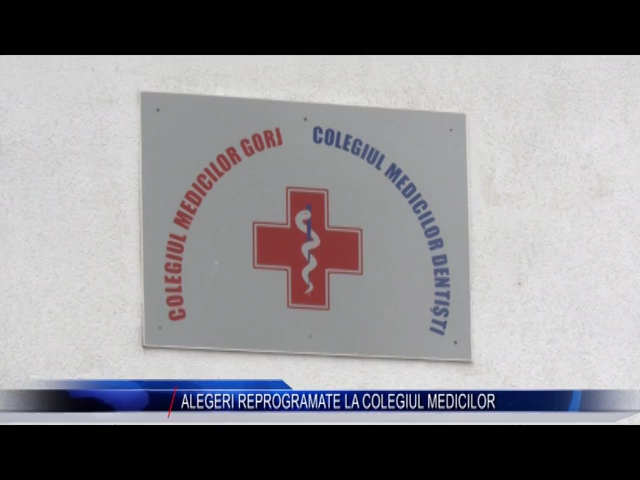 COLEGIUL MEDICILOR GORJ
COLEGIUL MEDICILOR DENTIȘTI
ALEGERI REPROGRAMATE LA COLEGIUL MEDICILOR